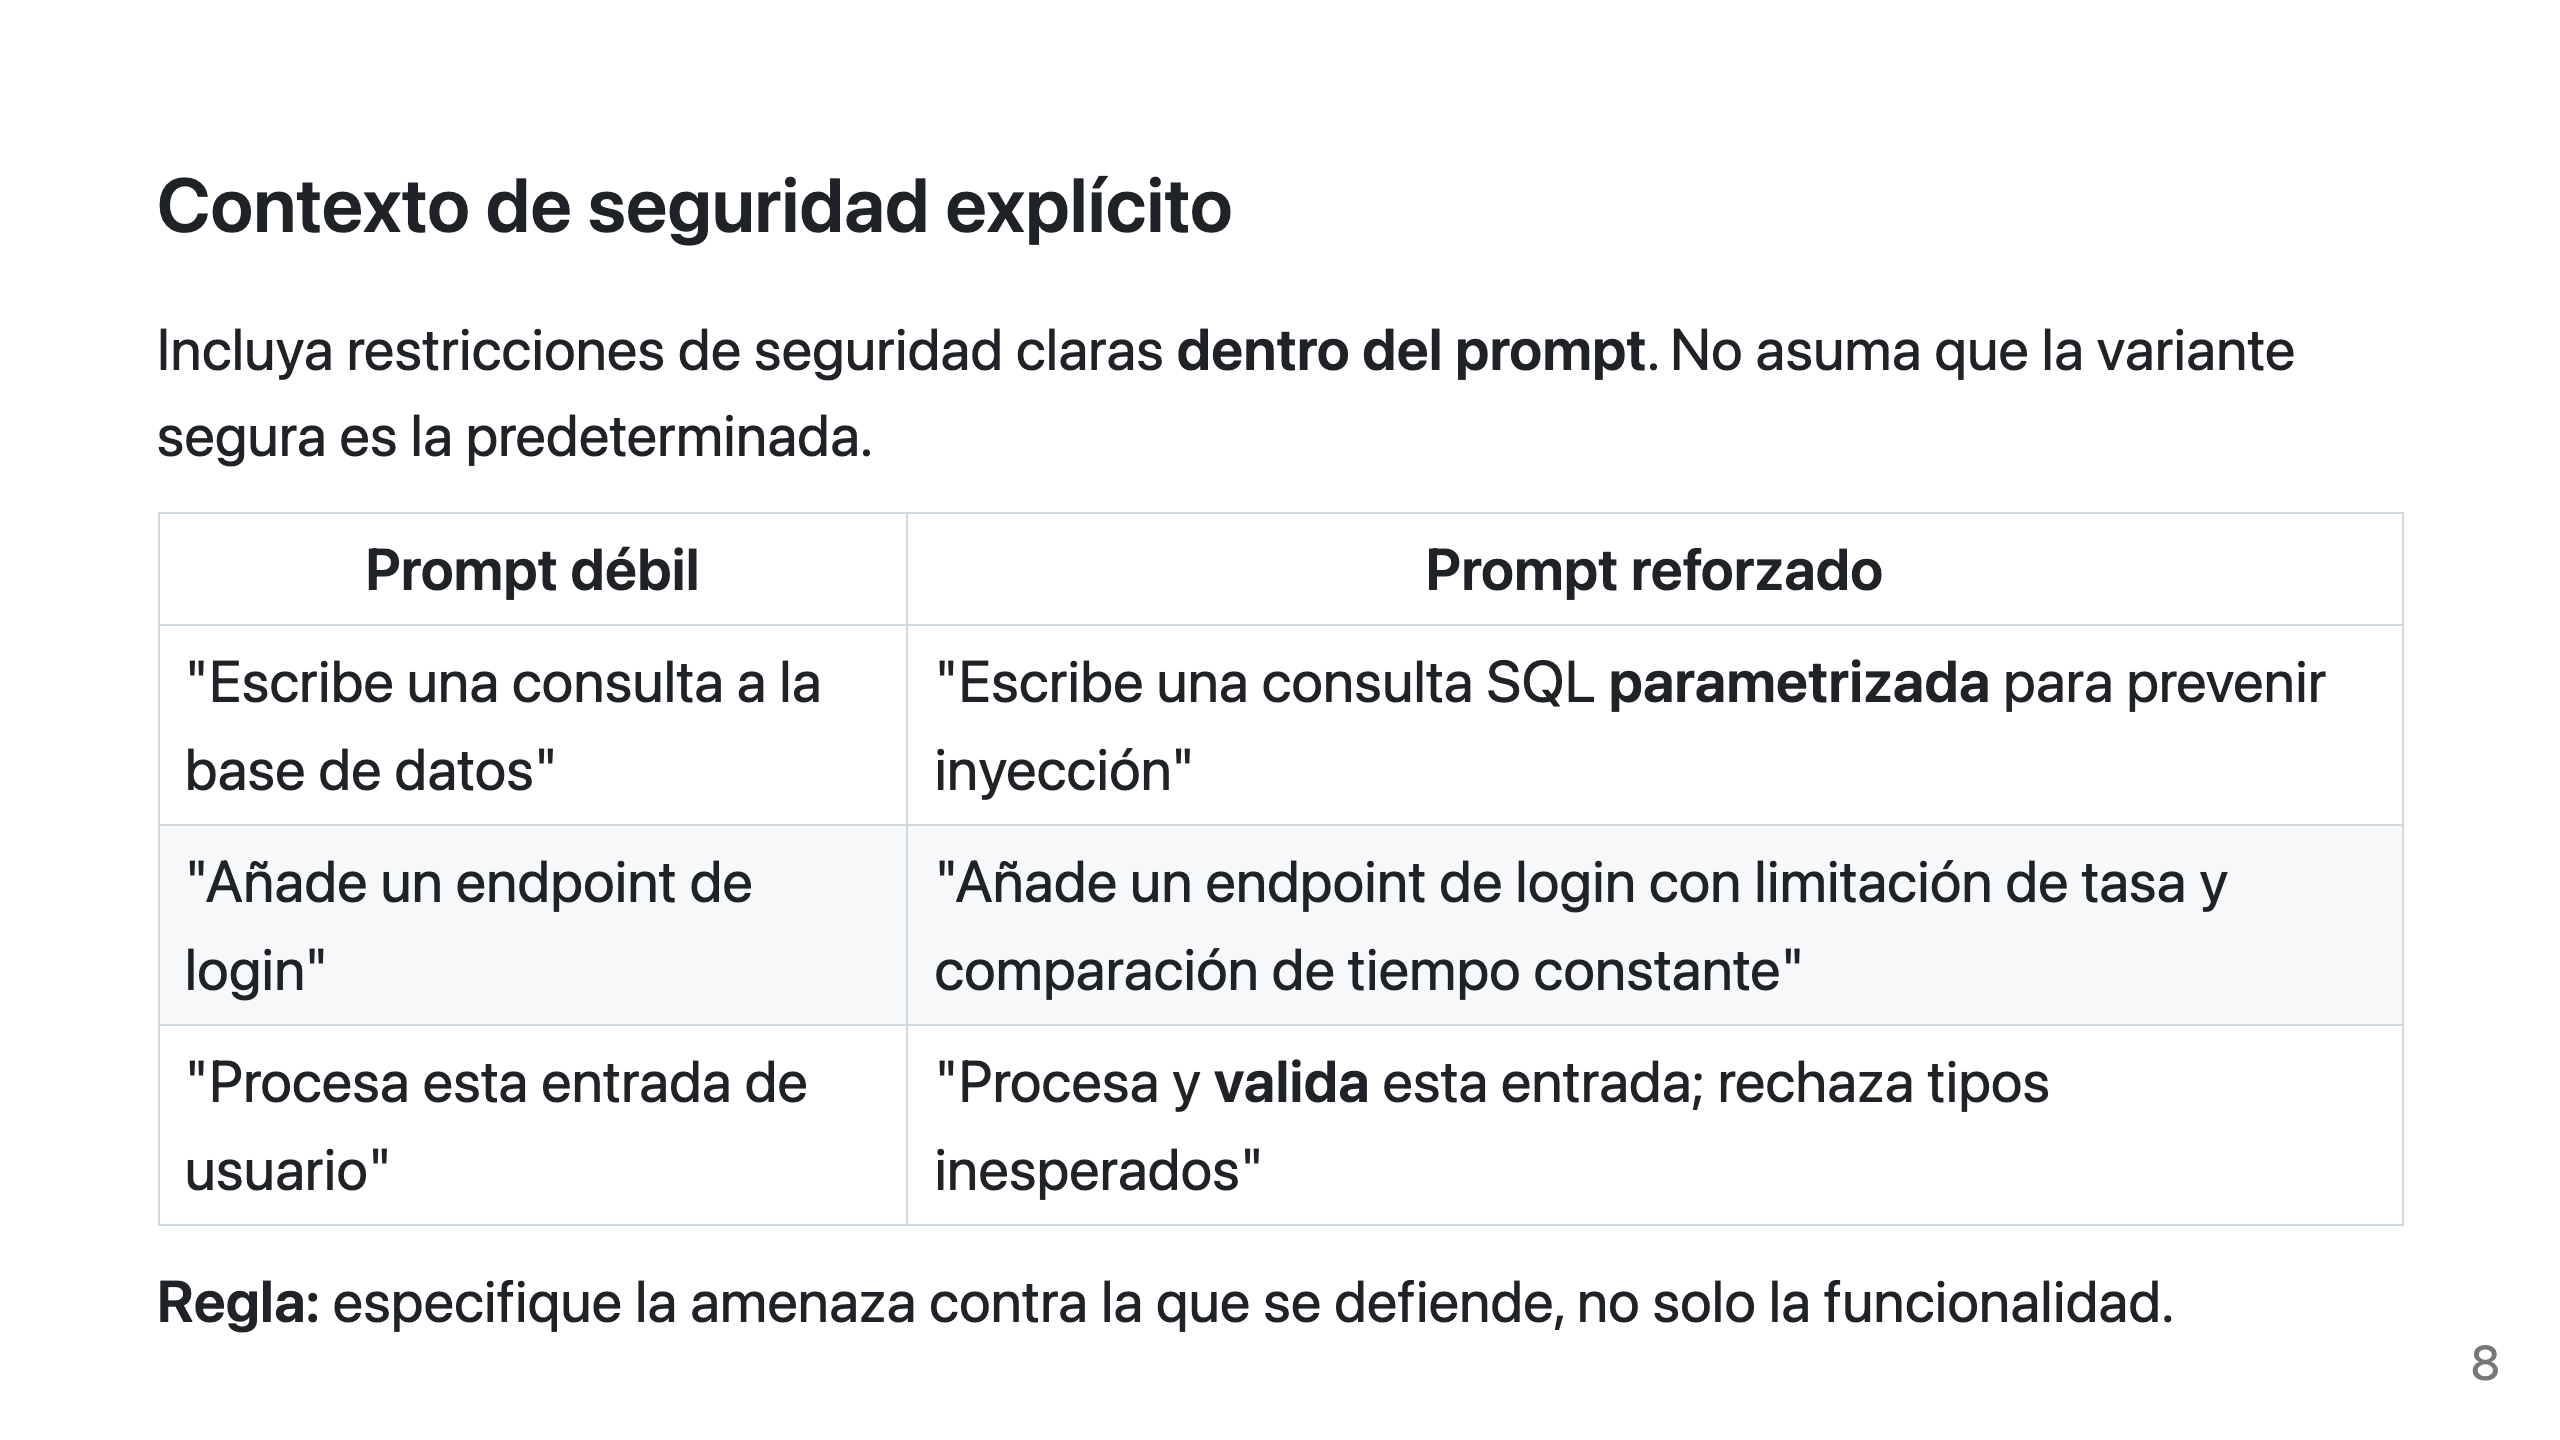 Contexto de seguridad explícito
Incluya restricciones de seguridad claras dentro del prompt. No asuma que la variante
segura es la predeterminada.
Prompt débil
Prompt reforzado
"Escribe una consulta a la
base de datos"
"Escribe una consulta SQL parametrizada para prevenir
inyección"
"Añade un endpoint de
login"
"Añade un endpoint de login con limitación de tasa y
comparación de tiempo constante"
"Procesa esta entrada de
usuario"
"Procesa y valida esta entrada; rechaza tipos
inesperados"
Regla: especifique la amenaza contra la que se defiende, no solo la funcionalidad.
8